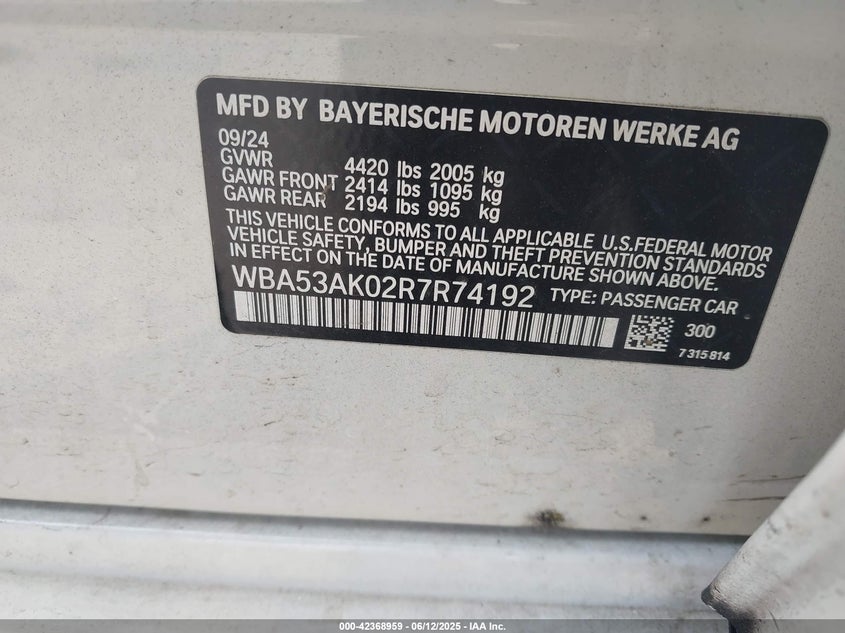 MFD BY BAYERISCHE MOTOREN WERKE AG
09/24
GVWR 4420 lbs 2005 kg
GAWR FRONT 2414 lbs 1095 kg
GAWR REAR 2194 lbs 995 kg
THIS VEHICLE CONFORMS TO ALL APPLICABLE U.S.FEDERAL MOTOR
VEHICLE SAFETY, BUMPER AND THEFT PREVENTION STANDARDS
IN EFFECT ON THE DATE OF MANUFACTURE SHOWN ABOVE.
WBA53AK02R7R74192 TYPE: PASSENGER CAR
300
7315814
000-42368959 - 06/12/2025 - IAA Inc.